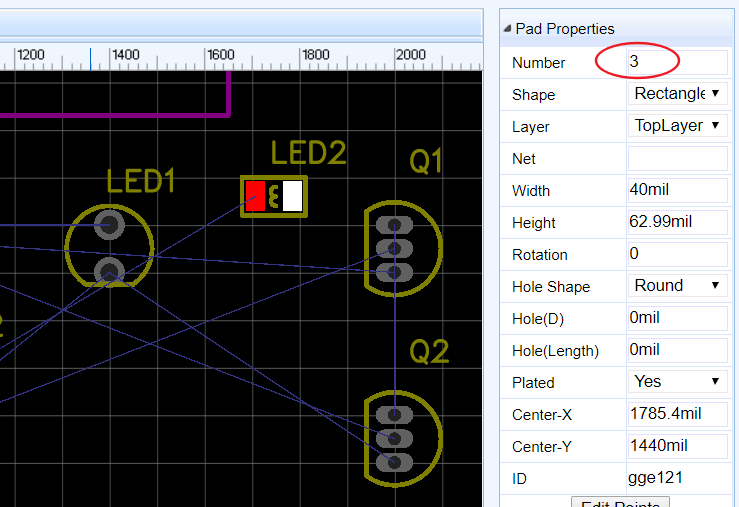 1200 1400 1600 1800 2000
LED1
LED2
Q1
Q2
2
Pad Properties
Number 3
Shape Rectangle
Layer TopLayer
Net
Width 40mil
Height 62.99mil
Rotation 0
Hole Shape Round
Hole(D) 0mil
Hole(Length) 0mil
Plated Yes
Center-X 1785.4mil
Center-Y 1440mil
ID gge121
Edit Points